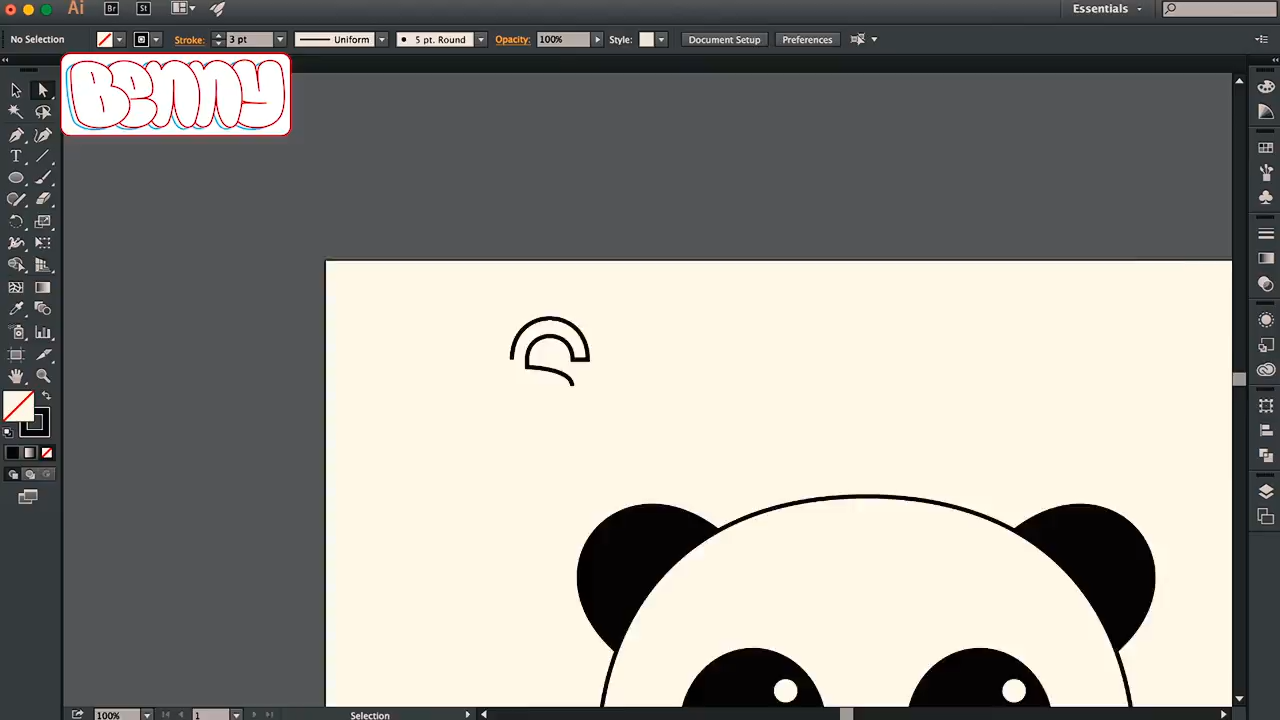 Ai Br St Essentials
No Selection Stroke: 3 pt Uniform 5 pt. Round Opacity: 100% Style: Document Setup Preferences
Benny
T
100% 1 Selection